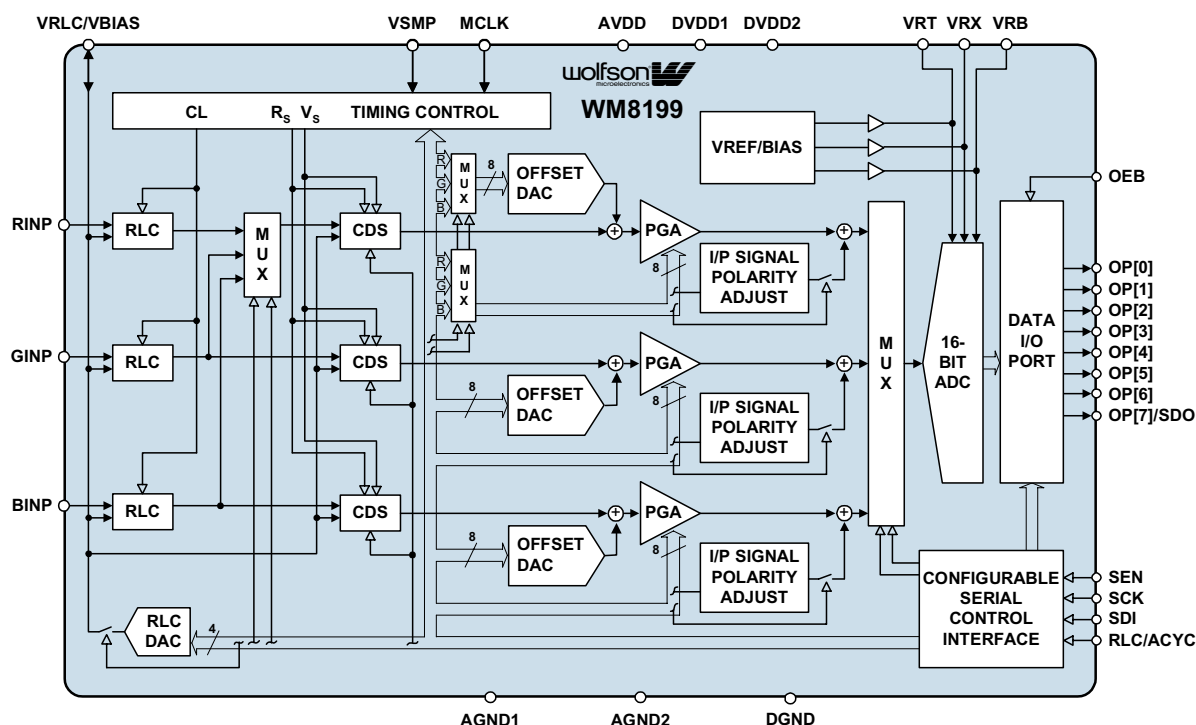 VRLC/VBIAS VSMP MCLK AVDD DVDD1 DVDD2 VRT VRX VRB
wolfson
microelectronics
WM8199
CL RS VS TIMING CONTROL
VREF/BIAS
R
G
B
MUX
8
OFFSET
DAC
OEB
RINP
RLC
MUX
CDS
+
PGA
8
I/P SIGNAL
POLARITY
ADJUST
+
R
G
B
MUX
MUX
16-
BIT
ADC
DATA
I/O
PORT
OP[0]
OP[1]
OP[2]
OP[3]
OP[4]
OP[5]
OP[6]
OP[7]/SDO
GINP
RLC
CDS
8
OFFSET
DAC
+
PGA
8
I/P SIGNAL
POLARITY
ADJUST
+
BINP
RLC
CDS
8
OFFSET
DAC
+
PGA
8
I/P SIGNAL
POLARITY
ADJUST
+
RLC
DAC
4
CONFIGURABLE
SERIAL
CONTROL
INTERFACE
SEN
SCK
SDI
RLC/ACYC
AGND1 AGND2 DGND